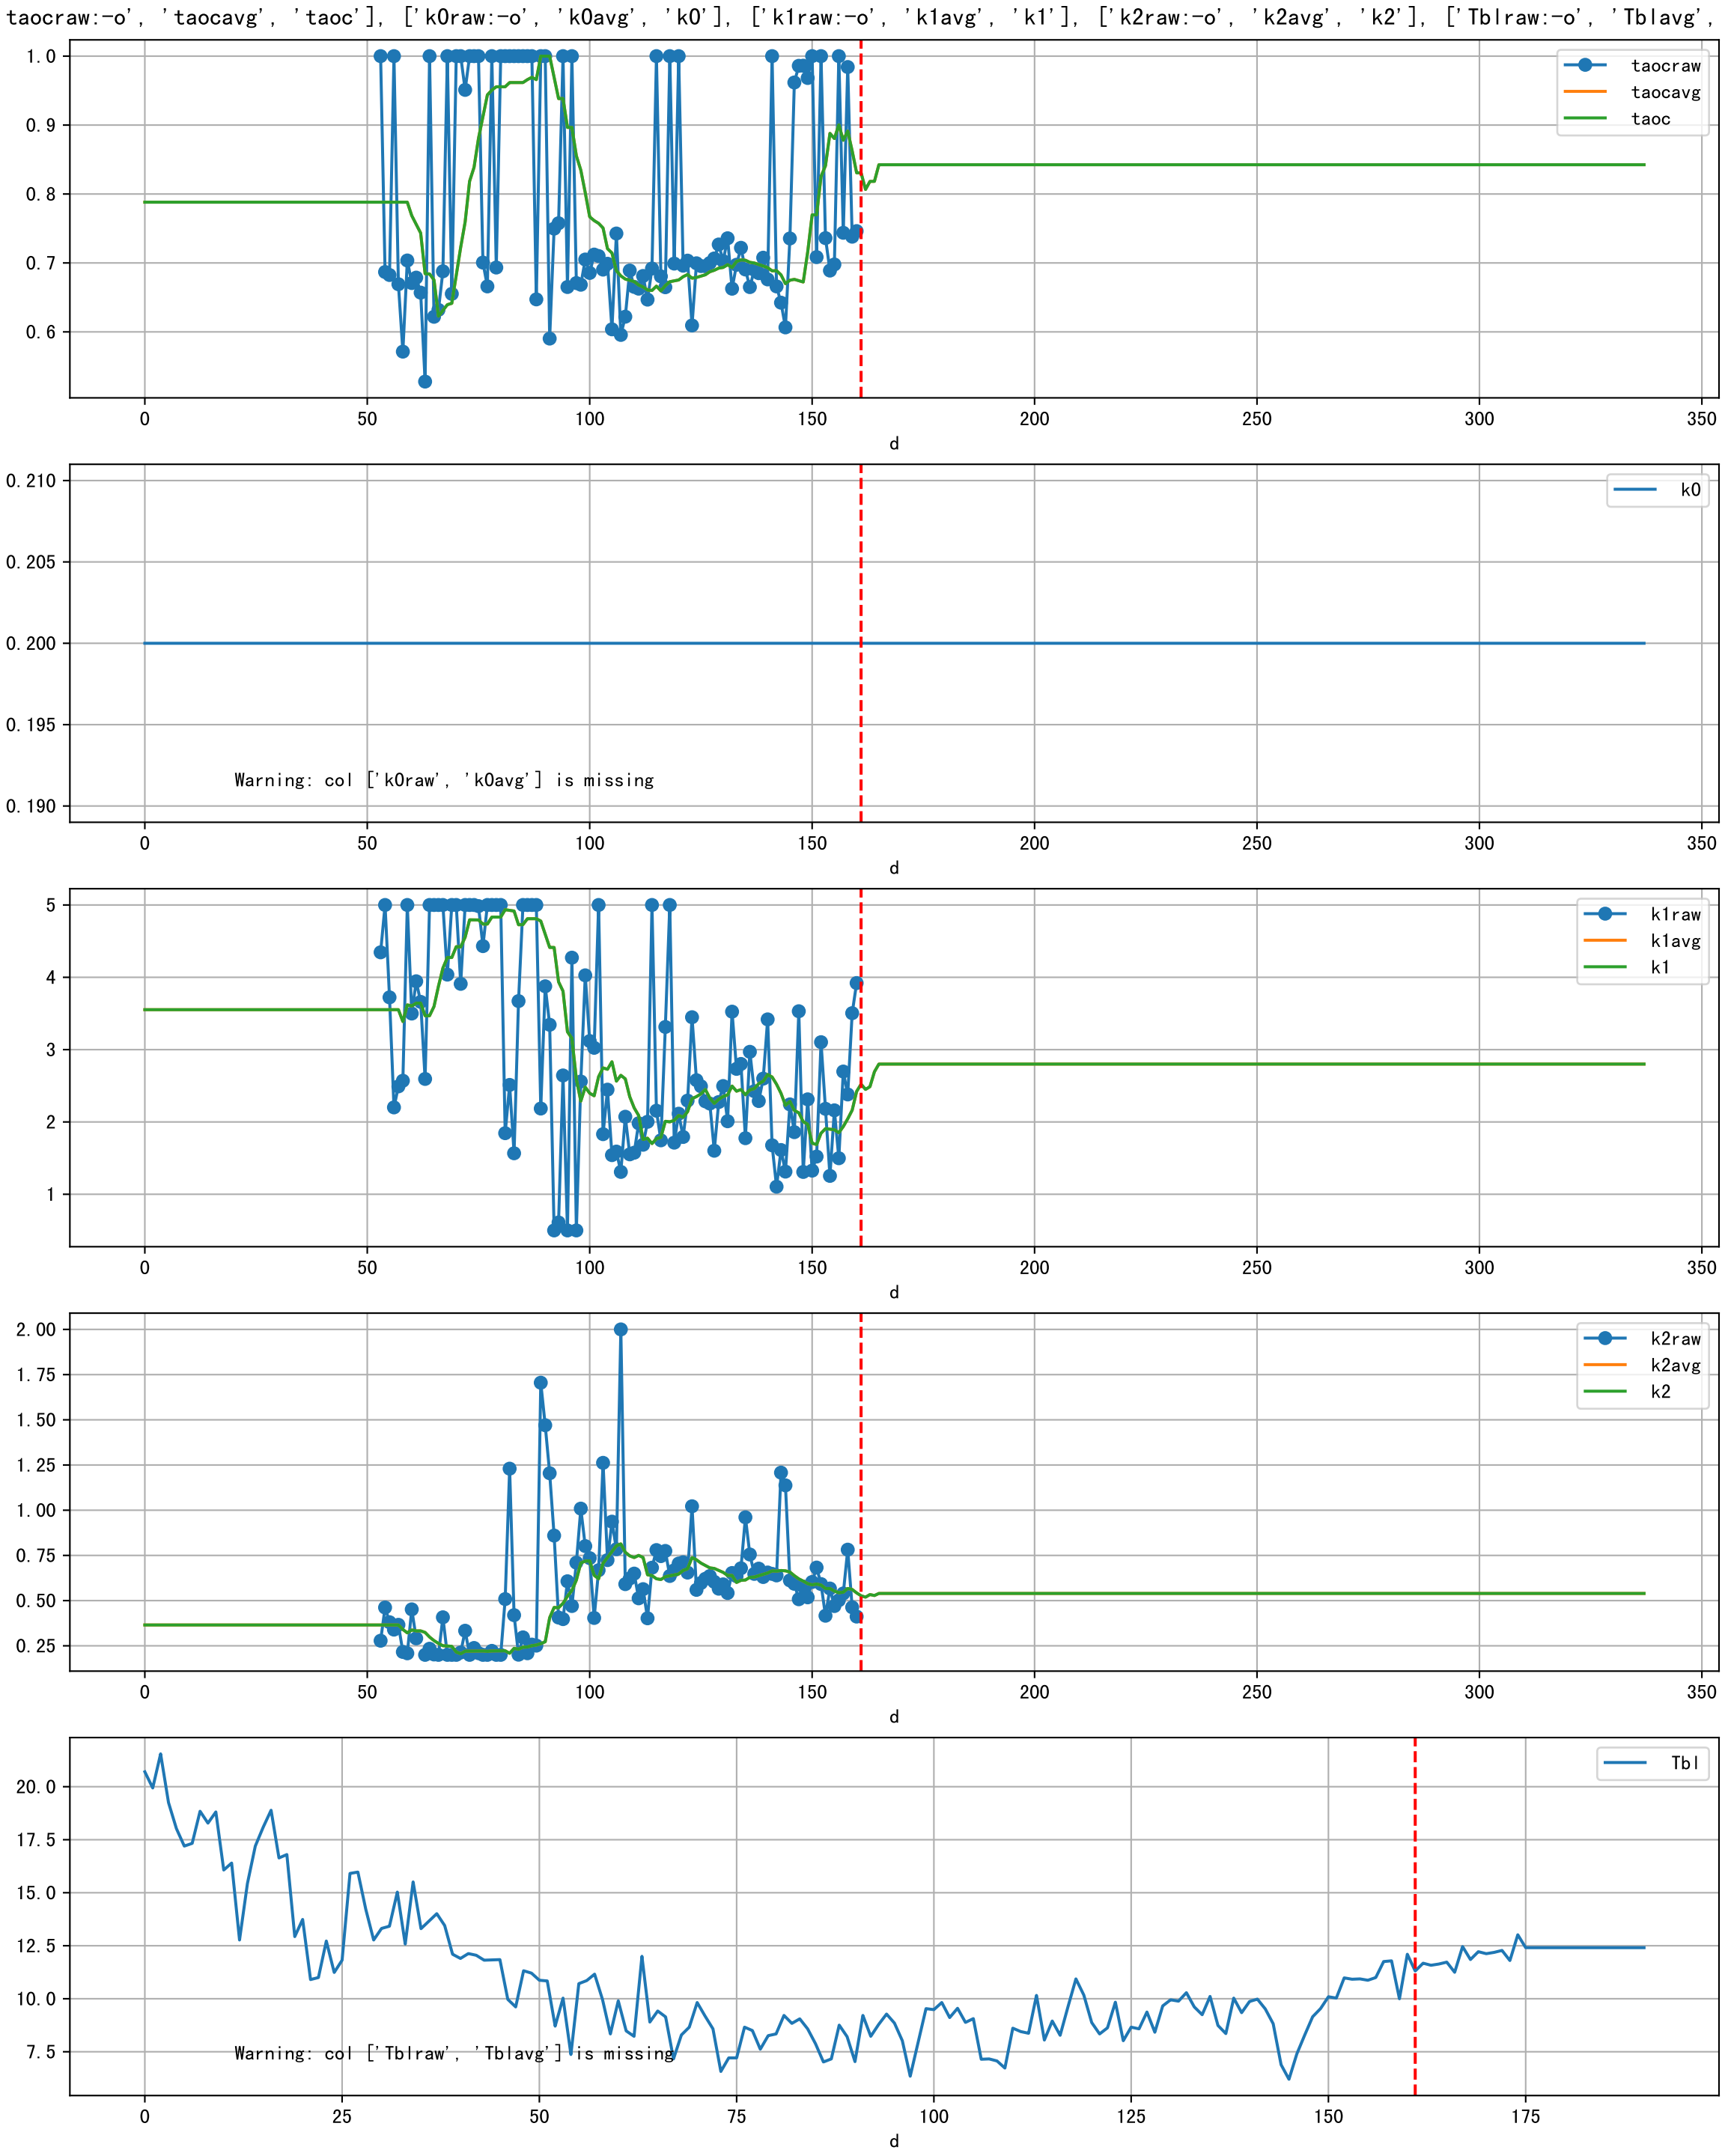 taocraw:-o', 'taocavg', 'taoc'], ['k0raw:-o', 'k0avg', 'k0'], ['k1raw:-o', 'k1avg', 'k1'], ['k2raw:-o', 'k2avg', 'k2'], ['Tblraw:-o', 'Tblavg',
1.0
0.9
0.8
0.7
0.6
taocraw
taocavg
taoc
0 50 100 150 200 250 300 350
d
0.210
0.205
0.200
0.195
0.190
k0
Warning: col ['k0raw', 'k0avg'] is missing
0 50 100 150 200 250 300 350
d
5
4
3
2
1
k1raw
k1avg
k1
0 50 100 150 200 250 300 350
d
2.00
1.75
1.50
1.25
1.00
0.75
0.50
0.25
k2raw
k2avg
k2
0 50 100 150 200 250 300 350
d
20.0
17.5
15.0
12.5
10.0
7.5
Tbl
Warning: col ['Tblraw', 'Tblavg'] is missing
0 25 50 75 100 125 150 175
d